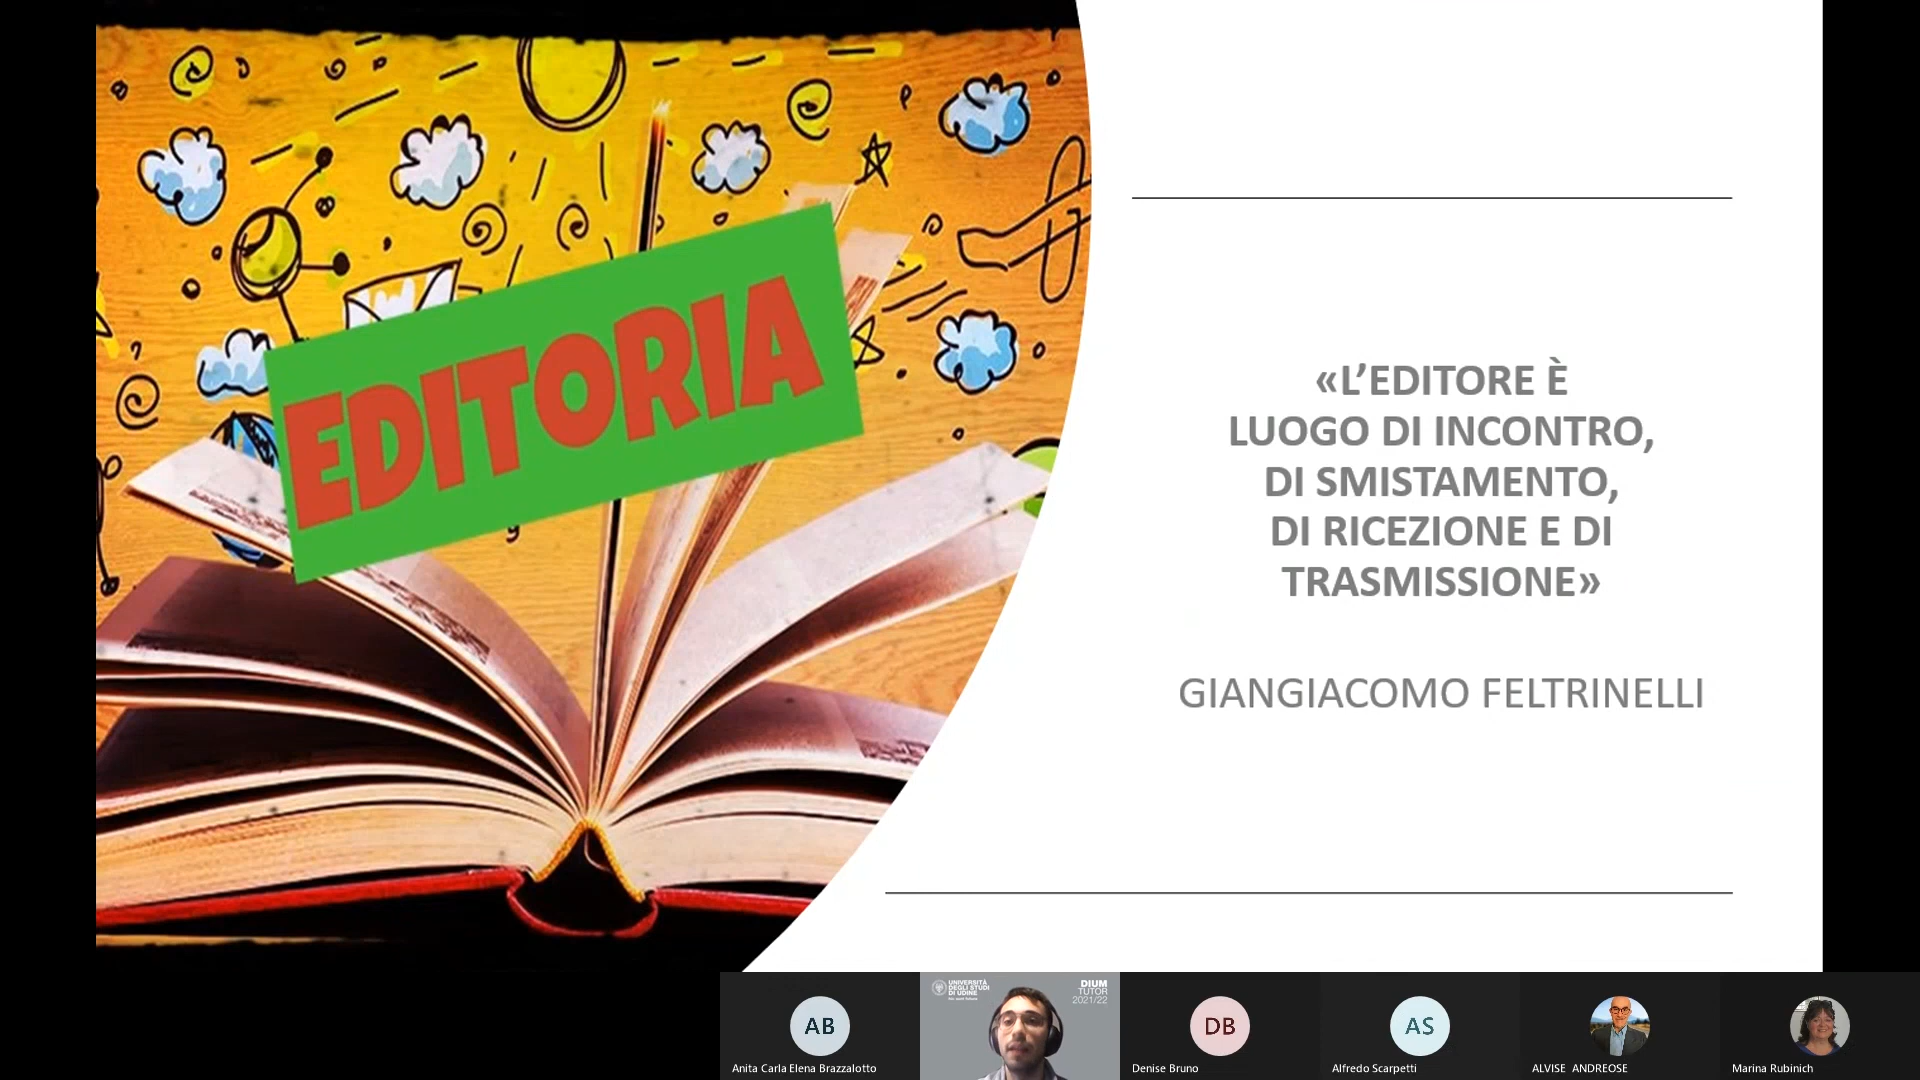 EDITORIA
«L’EDITORE È
LUOGO DI INCONTRO,
DI SMISTAMENTO,
DI RICEZIONE E DI
TRASMISSIONE»
GIANGIACOMO FELTRINELLI
AB
Anita Carla Elena Brazzalotto
UNIVERSITÀ
DEGLI STUDI
DI UDINE
DIUM
TUTOR
2021/22
DB
Denise Bruno
AS
Alfredo Scarpetti
ALVISE ANDREOSE
Marina Rubinich